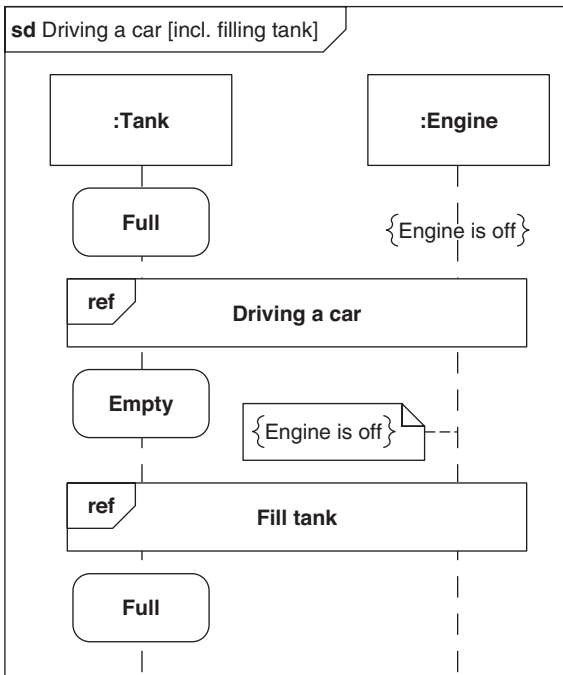 sd Driving a car [incl. filling tank]
:Tank
:Engine
Full
{Engine is off}
ref
Driving a car
Empty
{Engine is off}
ref
Fill tank
Full